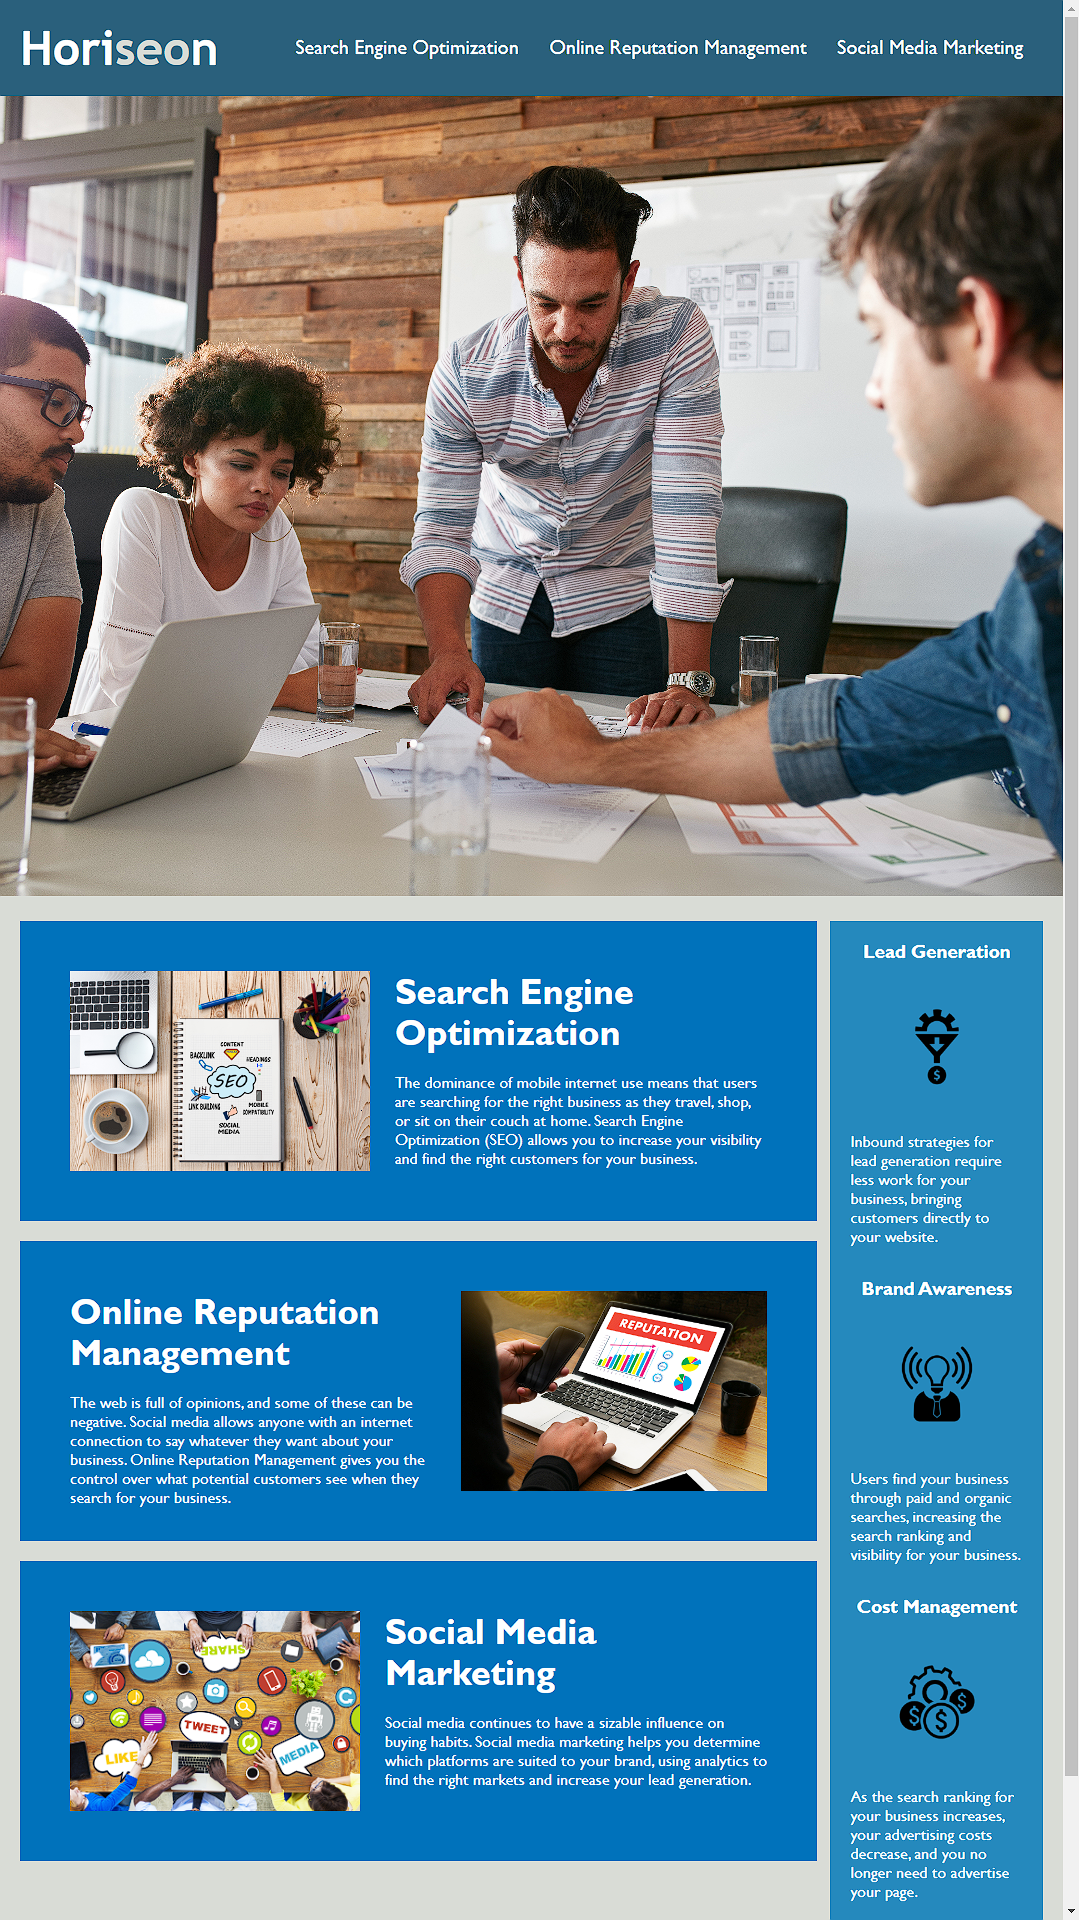 Horiseon
Search Engine Optimization
Online Reputation Management
Social Media Marketing
Search Engine
Optimization
The dominance of mobile internet use means that users
are searching for the right business as they travel, shop,
or sit on their couch at home. Search Engine
Optimization (SEO) allows you to increase your visibility
and find the right customers for your business.
CONTENT
BACKLINK
HEADINGS
SEO
LINK BUILDING
MOBILE
COMPATIBILITY
SOCIAL
MEDIA
Online Reputation
Management
The web is full of opinions, and some of these can be
negative. Social media allows anyone with an internet
connection to say whatever they want about your
business. Online Reputation Management gives you the
control over what potential customers see when they
search for your business.
REPUTATION
Social Media
Marketing
Social media continues to have a sizable influence on
buying habits. Social media marketing helps you determine
which platforms are suited to your brand, using analytics to
find the right markets and increase your lead generation.
SHARE
TWEET
LIKE
MEDIA
Lead Generation
$
Inbound strategies for
lead generation require
less work for your
business, bringing
customers directly to
your website.
Brand Awareness
Users find your business
through paid and organic
searches, increasing the
search ranking and
visibility for your business.
Cost Management
$
$
$
As the search ranking for
your business increases,
your advertising costs
decrease, and you no
longer need to advertise
your page.